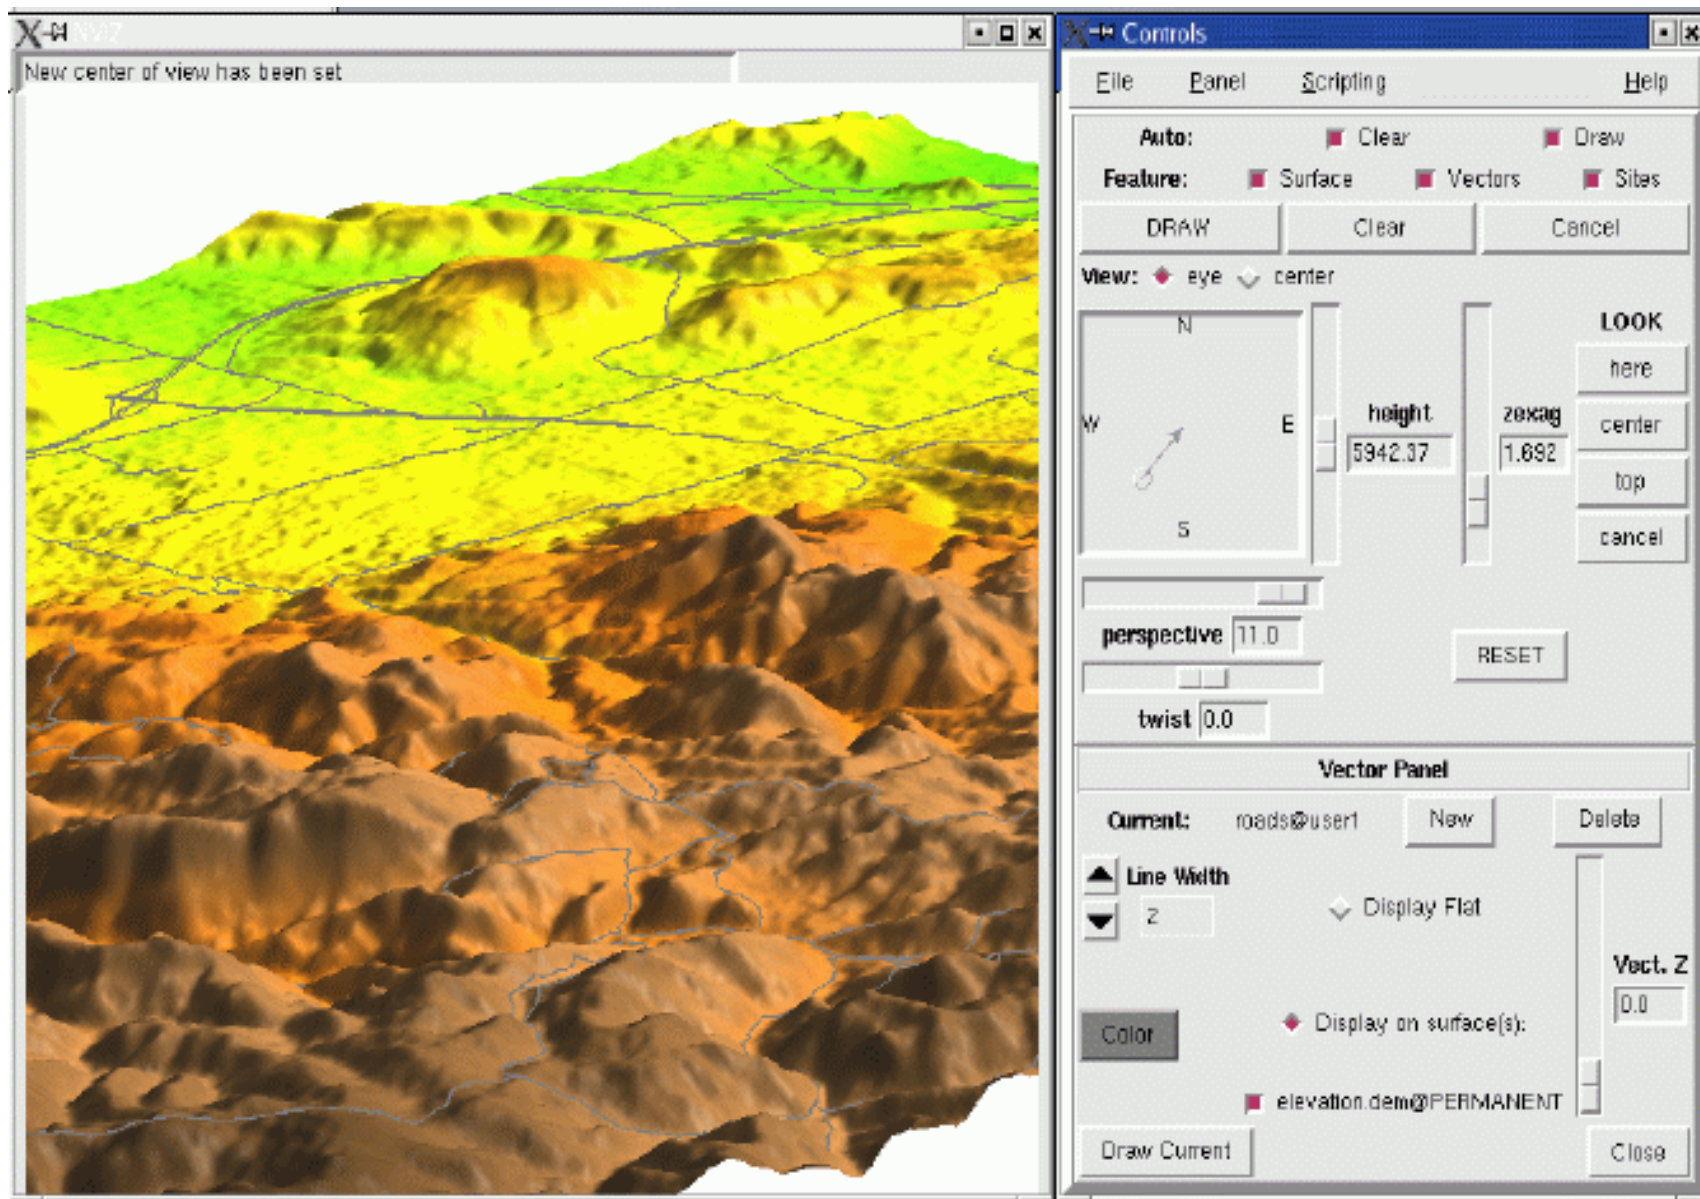 NVIZ
New center of view has been set
Controls
File Panel Scripting Help
Auto: Clear Draw
Feature: Surface Vectors Sites
DRAW Clear Cancel
View: eye center
N
W
E
S
height
5942.37
zexag
1.692
LOOK
here
center
top
cancel
perspective 11.0
RESET
twist 0.0
Vector Panel
Current: roads@user1 New Delete
Line Width
2
Display Flat
Vect. Z
0.0
Color
Display on surface(s):
elevation.dem@PERMANENT
Draw Current
Close